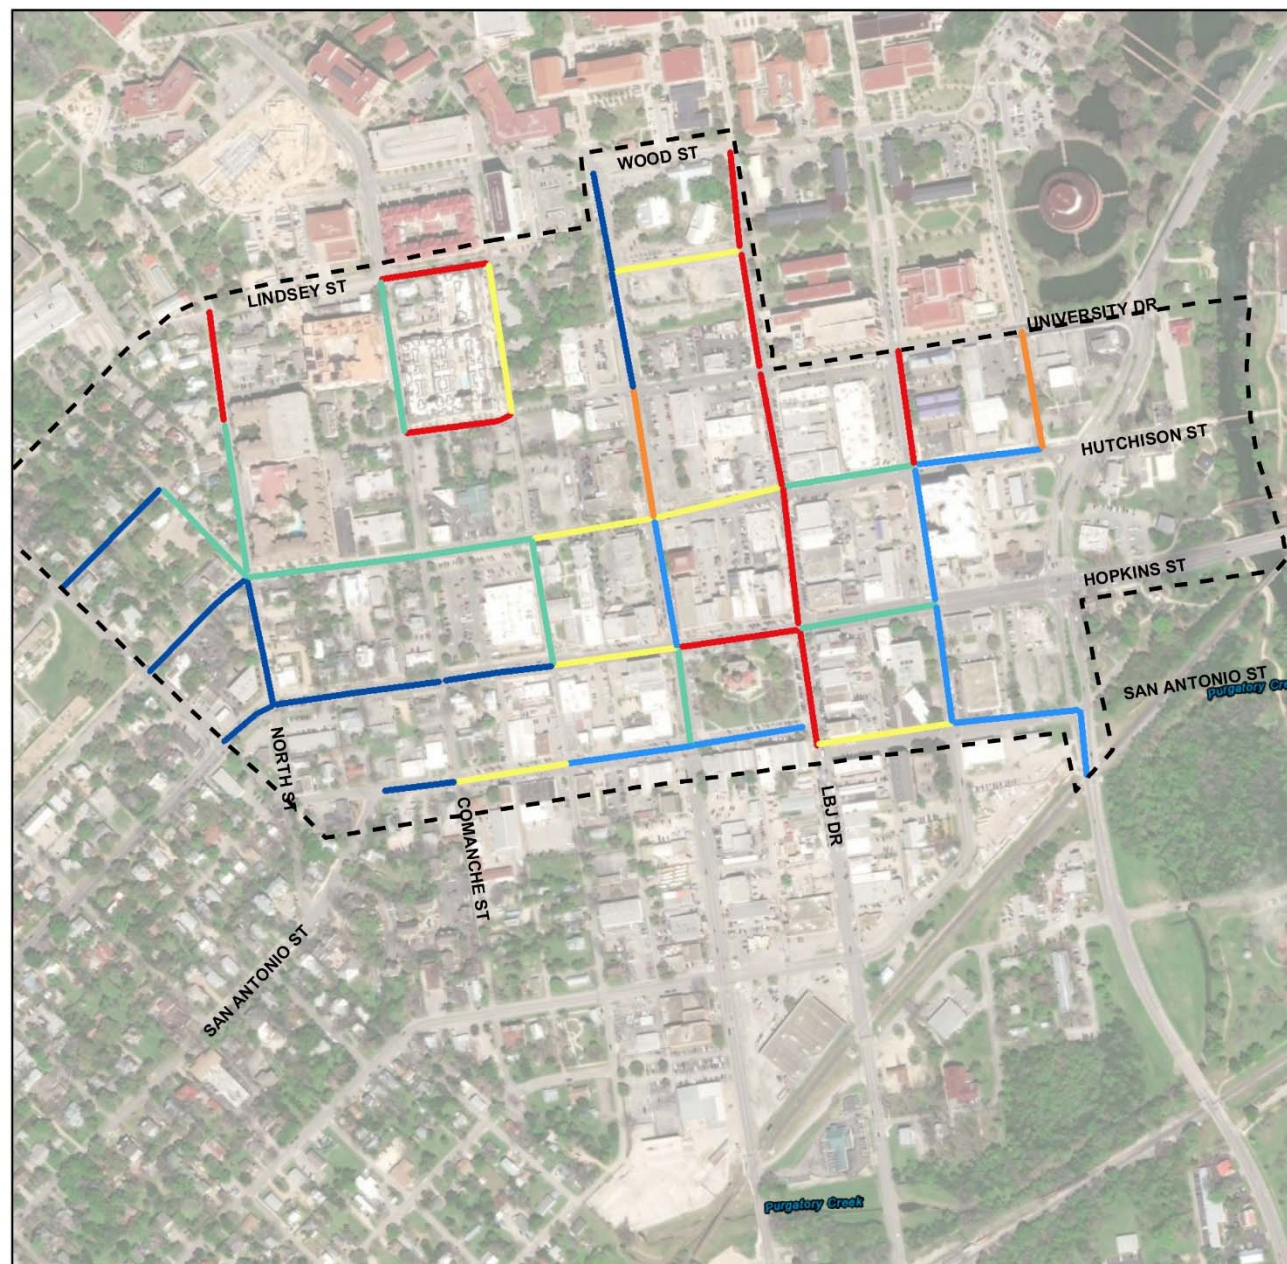 WOOD ST
LINDSEY ST
UNIVERSITY DR
HUTCHISON ST
HOPKINS ST
SAN ANTONIO ST
Purgatory
NORTH ST
COMANCHE ST
LBJ DR
SAN ANTONIO ST
Purgatory Creek